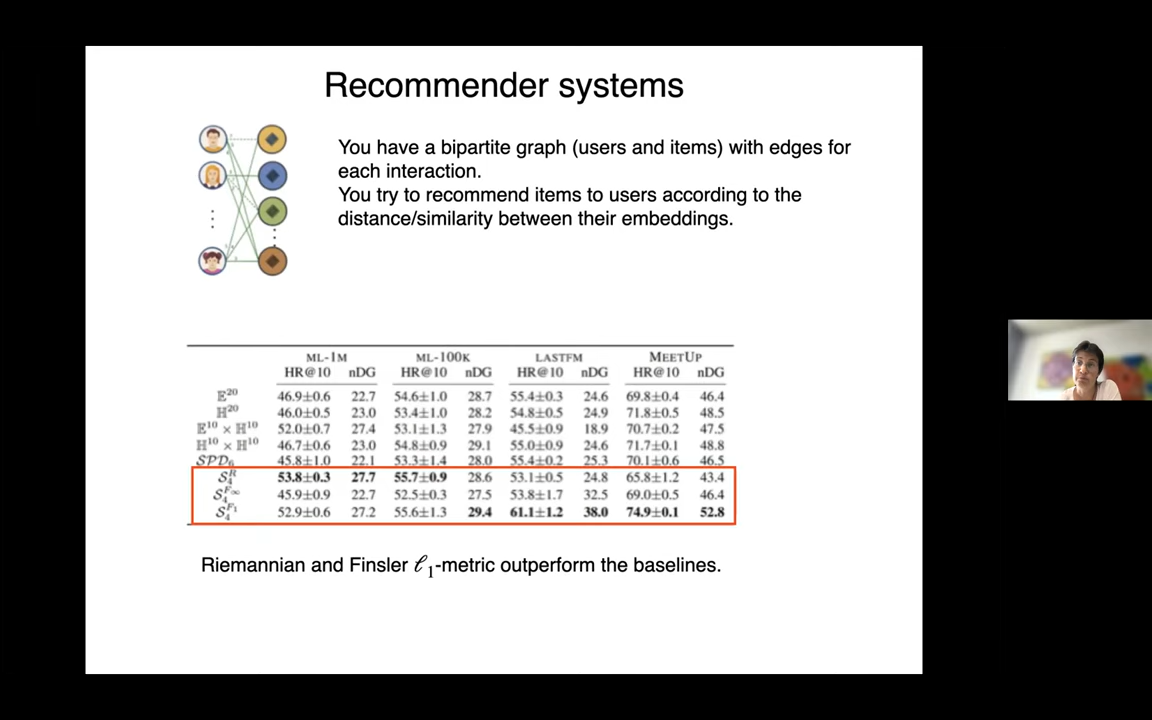 Recommender systems
You have a bipartite graph (users and items) with edges for
each interaction.
You try to recommend items to users according to the
distance/similarity between their embeddings.
ML-1M ML-100K LASTFM MEETUP
HR@10 nDG HR@10 nDG HR@10 nDG HR@10 nDG
𝔼²⁰ 46.9±0.6 22.7 54.6±1.0 28.7 55.4±0.3 24.6 69.8±0.4 46.4
ℍ²⁰ 46.0±0.5 23.0 53.4±1.0 28.2 54.8±0.5 24.9 71.8±0.5 48.5
𝔼¹⁰ × ℍ¹⁰ 52.0±0.7 27.4 53.1±1.3 27.9 45.5±0.9 18.9 70.7±0.2 47.5
ℍ¹⁰ × ℍ¹⁰ 46.7±0.6 23.0 54.8±0.9 29.1 55.0±0.9 24.6 71.7±0.1 48.8
SPD₆ 45.8±1.0 22.1 53.3±1.4 28.0 55.4±0.2 25.3 70.1±0.6 46.5
S₄^R 53.8±0.3 27.7 55.7±0.9 28.6 53.1±0.5 24.8 65.8±1.2 43.4
S₄^F∞ 45.9±0.9 22.7 52.5±0.3 27.5 53.8±1.7 32.5 69.0±0.5 46.4
S₄^F₁ 52.9±0.6 27.2 55.6±1.3 29.4 61.1±1.2 38.0 74.9±0.1 52.8
Riemannian and Finsler ℓ₁-metric outperform the baselines.